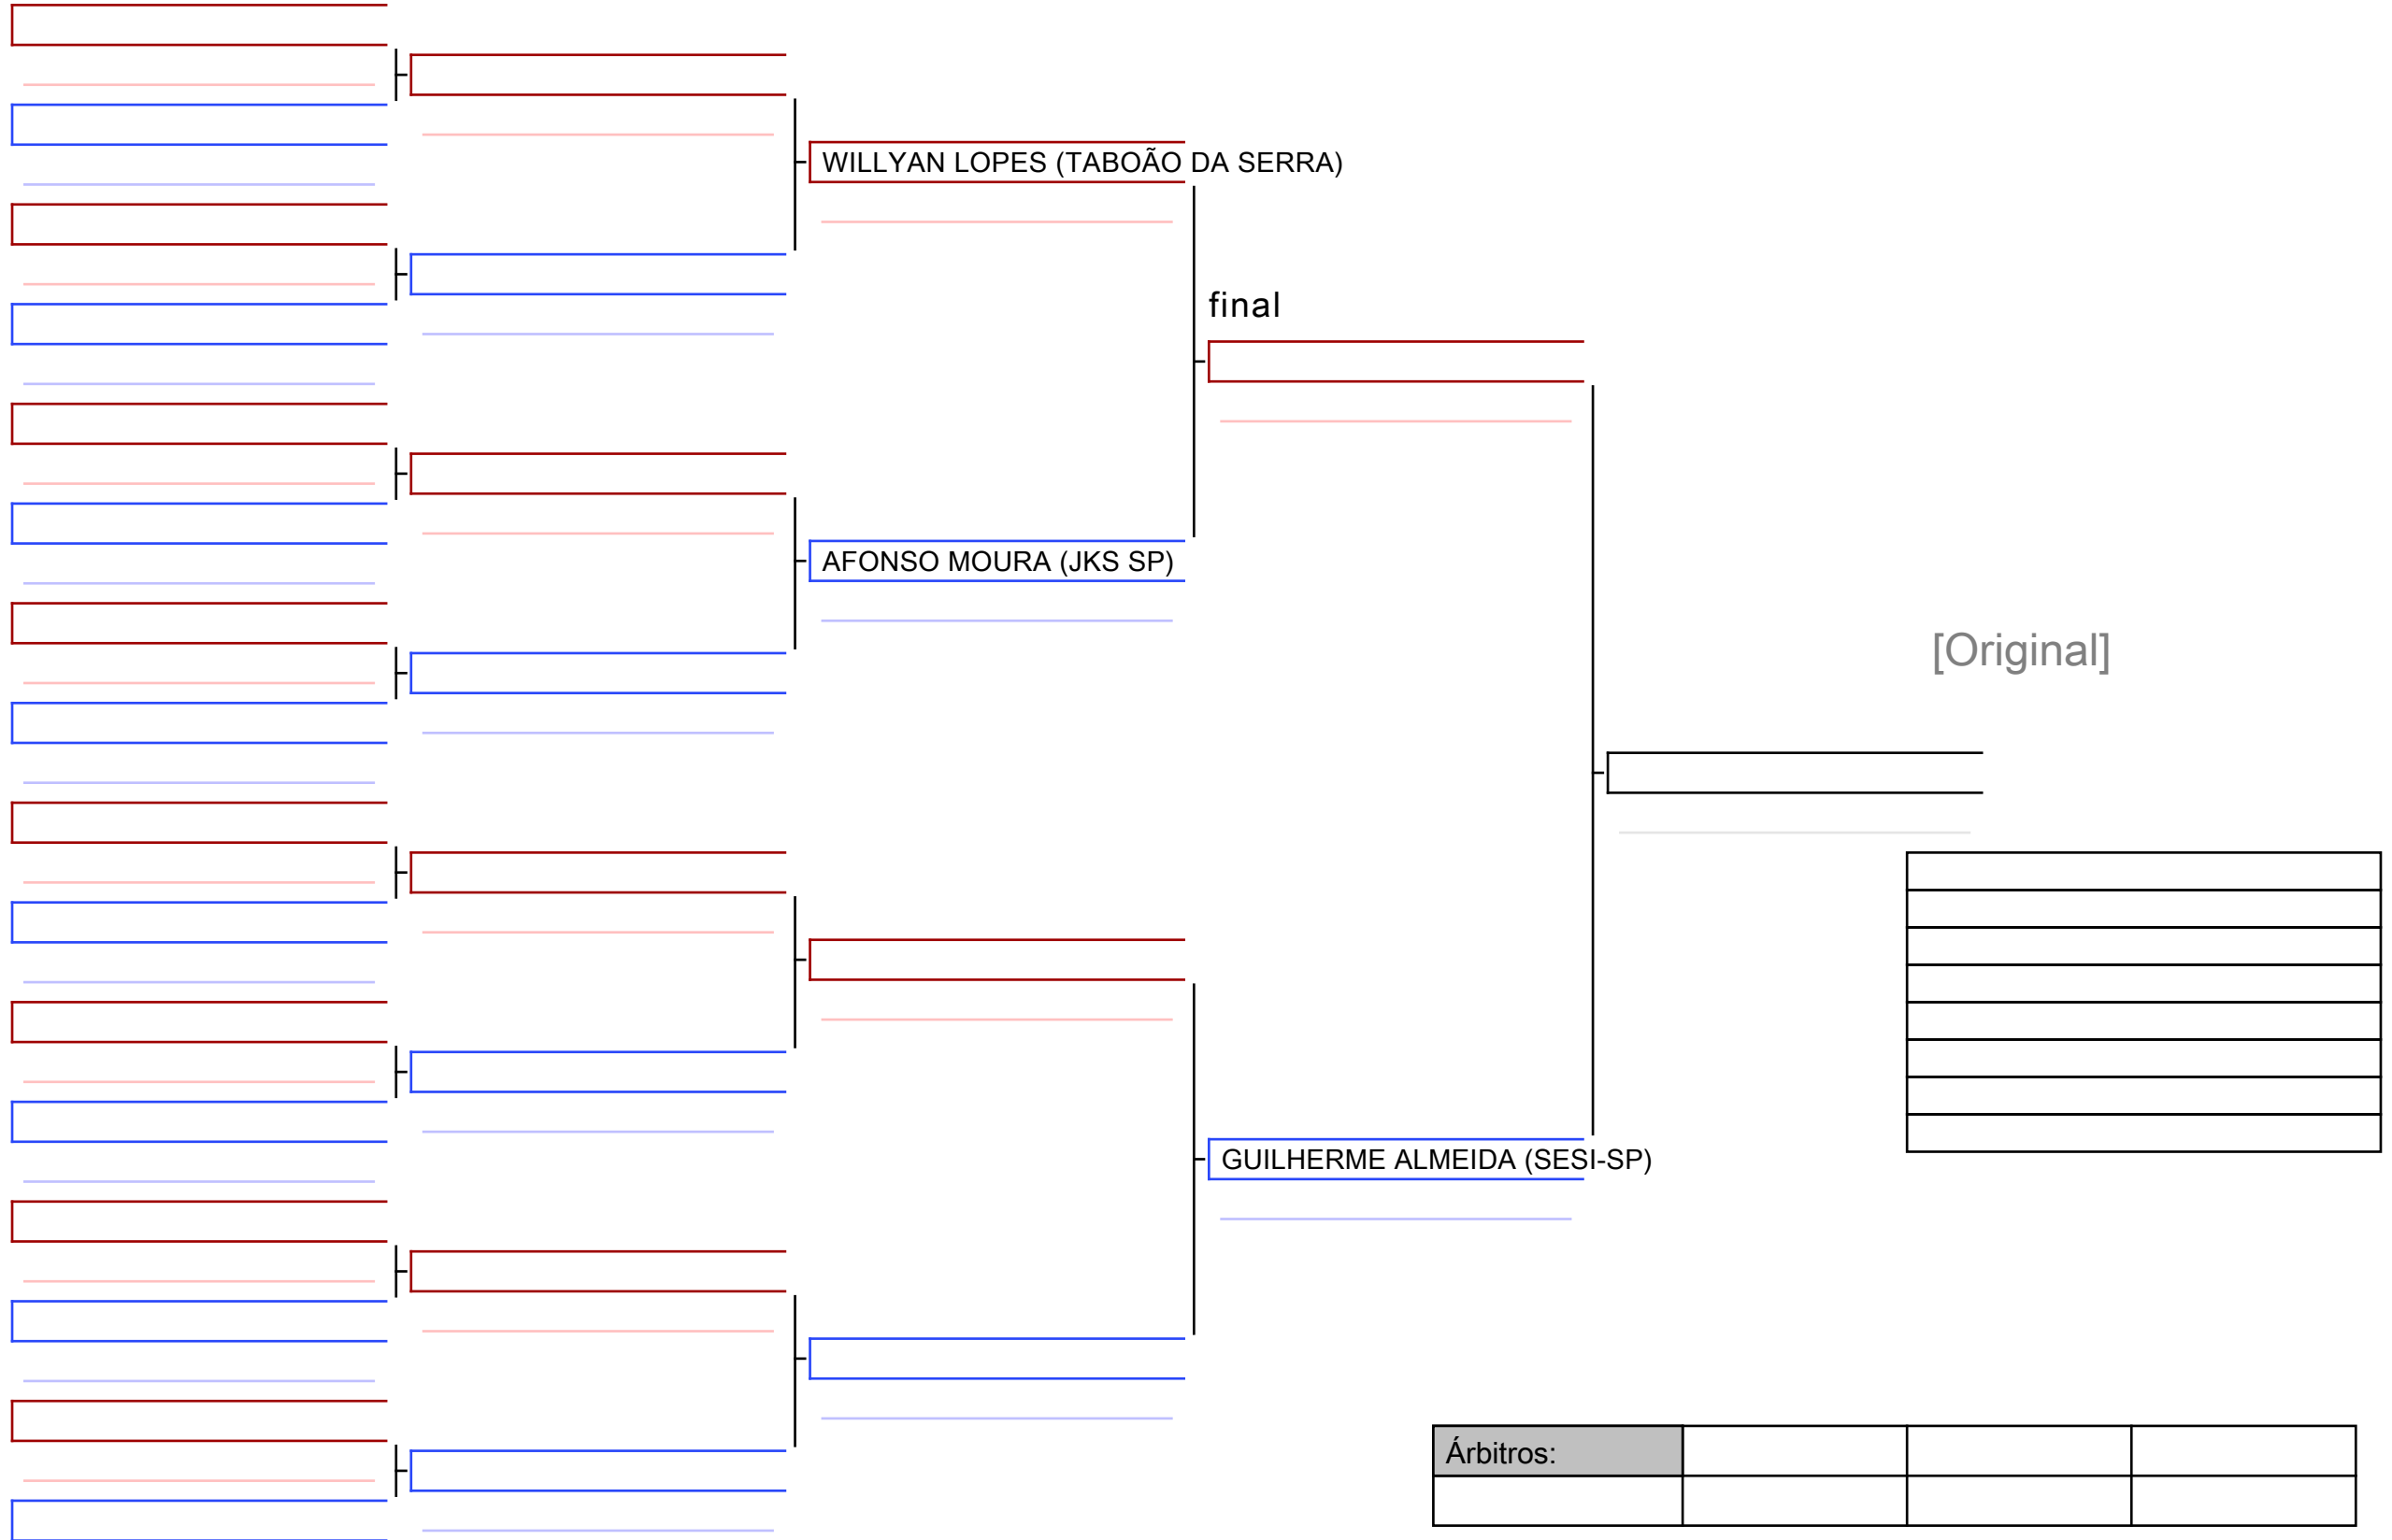 WILLYAN LOPES (TABOÃO DA SERRA)
final
AFONSO MOURA (JKS SP)
[Original]
GUILHERME ALMEIDA (SESI-SP)
Árbitros: